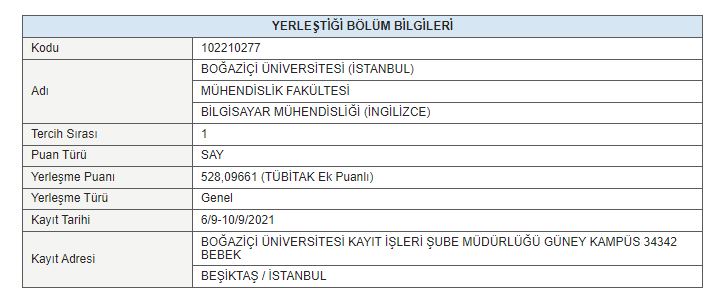 YERLEŞTİĞİ BÖLÜM BİLGİLERİ
Kodu 102210277
Adı BOĞAZİÇİ ÜNİVERSİTESİ (İSTANBUL)
MÜHENDİSLİK FAKÜLTESİ
BİLGİSAYAR MÜHENDİSLİĞİ (İNGİLİZCE)
Tercih Sırası 1
Puan Türü SAY
Yerleşme Puanı 528,09661 (TÜBİTAK Ek Puanlı)
Yerleşme Türü Genel
Kayıt Tarihi 6/9-10/9/2021
Kayıt Adresi BOĞAZİÇİ ÜNİVERSİTESİ KAYIT İŞLERİ ŞUBE MÜDÜRLÜĞÜ GÜNEY KAMPÜS 34342
BEBEK
BEŞİKTAŞ / İSTANBUL